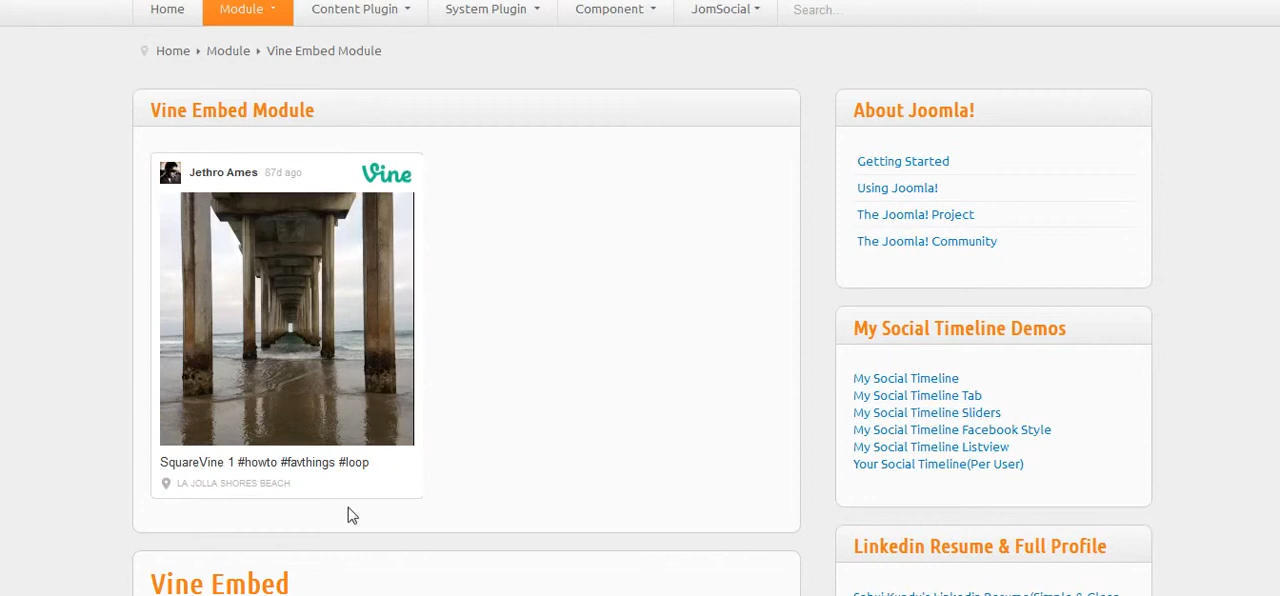 Home Module Content Plugin System Plugin Component JomSocial Search...
Home Module Vine Embed Module
Vine Embed Module
Jethro Ames 87d ago Vine
SquareVine 1 #howto #favthings #loop
LA JOLLA SHORES BEACH
Vine Embed
About Joomla!
Getting Started
Using Joomla!
The Joomla! Project
The Joomla! Community
My Social Timeline Demos
My Social Timeline
My Social Timeline Tab
My Social Timeline Sliders
My Social Timeline Facebook Style
My Social Timeline Listview
Your Social Timeline(Per User)
Linkedin Resume & Full Profile